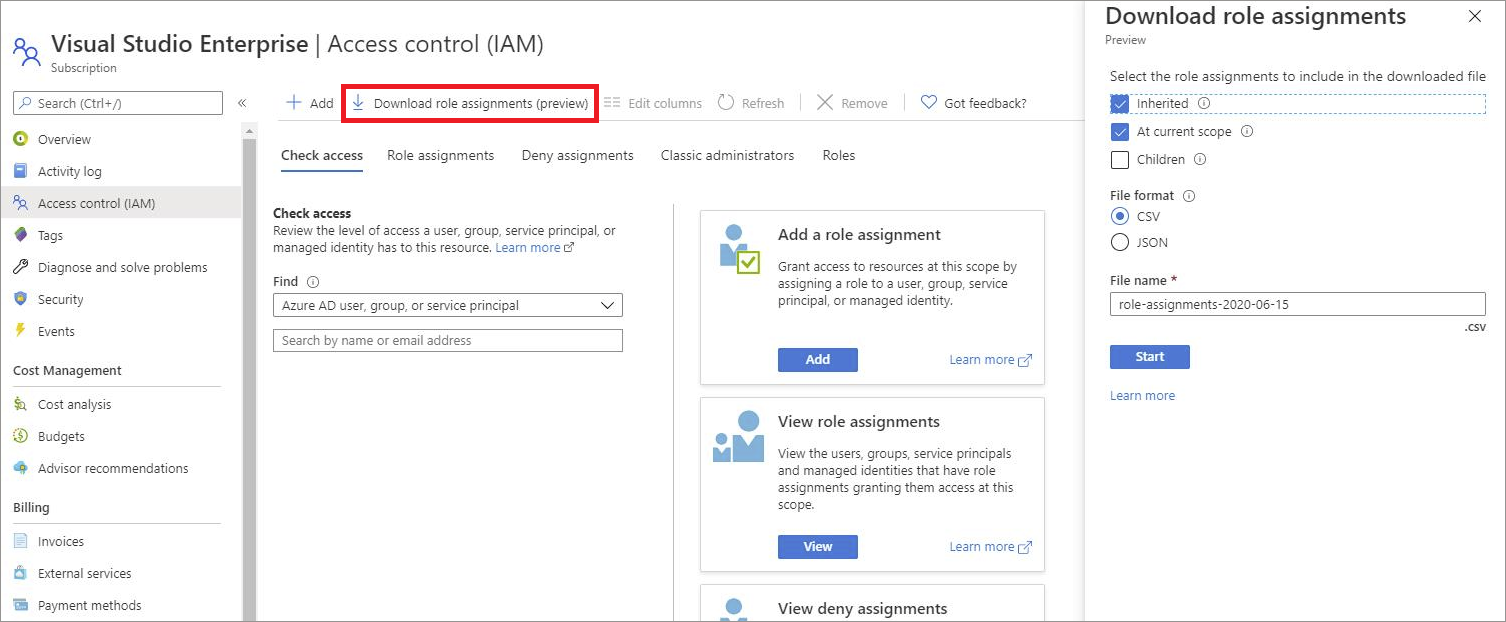 Visual Studio Enterprise | Access control (IAM)
Subscription
Search (Ctrl+/)
«
Overview
Activity log
Access control (IAM)
Tags
Diagnose and solve problems
Security
Events
Cost Management
Cost analysis
Budgets
Advisor recommendations
Billing
Invoices
External services
Payment methods
Add
Download role assignments (preview)
Edit columns
Refresh
Remove
Got feedback?
Check access
Role assignments
Deny assignments
Classic administrators
Roles
Check access
Review the level of access a user, group, service principal, or
managed identity has to this resource. Learn more
Find
Azure AD user, group, or service principal
Search by name or email address
Add a role assignment
Grant access to resources at this scope by
assigning a role to a user, group, service
principal, or managed identity.
Add
Learn more
View role assignments
View the users, groups, service principals
and managed identities that have role
assignments granting them access at this
scope.
View
Learn more
View deny assignments
Download role assignments
Preview
Select the role assignments to include in the downloaded file
Inherited
At current scope
Children
File format
CSV
JSON
File name *
role-assignments-2020-06-15
.csv
Start
Learn more